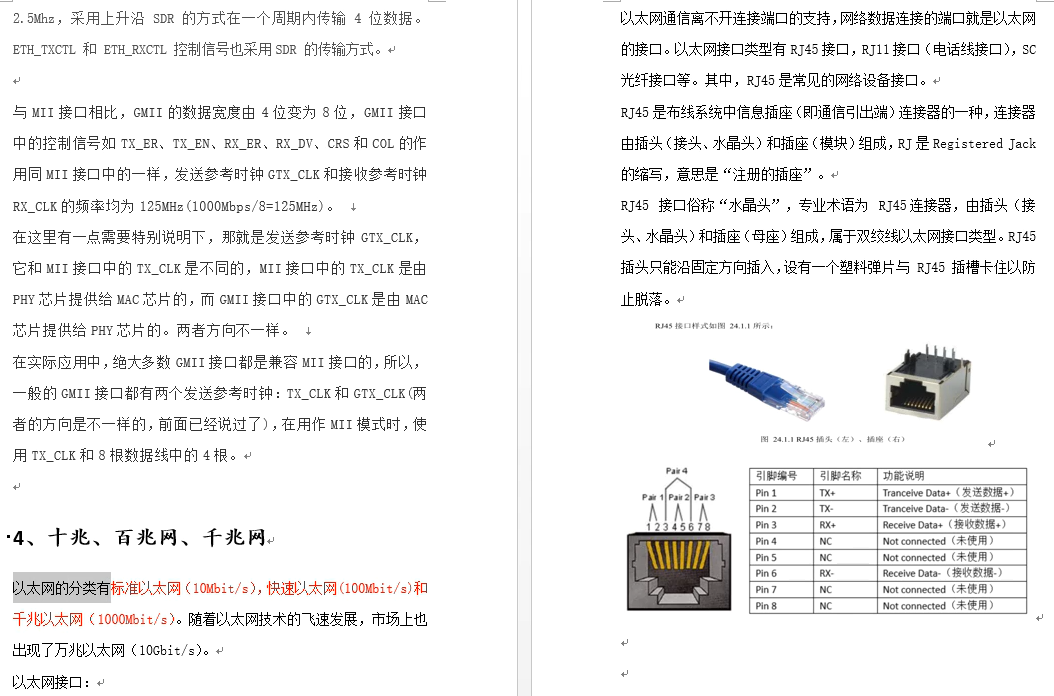 2.5Mhz，采用上升沿 SDR 的方式在一个周期内传输 4 位数据。
ETH_TXCTL 和 ETH_RXCTL 控制信号也采用SDR 的传输方式。
与 MII 接口相比，GMII 的数据宽度由 4 位变为 8 位，GMII 接口
中的控制信号如 TX_ER、TX_EN、RX_ER、RX_DV、CRS 和 COL 的作
用同 MII 接口中的一样，发送参考时钟 GTX_CLK 和接收参考时钟
RX_CLK 的频率均为 125MHz(1000Mbps/8=125MHz)。
在这里有一点需要特别说明下，那就是发送参考时钟 GTX_CLK，
它和 MII 接口中的 TX_CLK 是不同的，MII 接口中的 TX_CLK 是由
PHY 芯片提供给 MAC 芯片的，而 GMII 接口中的 GTX_CLK 是由 MAC
芯片提供给 PHY 芯片的。两者方向不一样。
在实际应用中，绝大多数 GMII 接口都是兼容 MII 接口的，所以，
一般的 GMII 接口都有两个发送参考时钟：TX_CLK 和 GTX_CLK(两
者的方向是不一样的，前面已经说过了)，在用作 MII 模式时，使
用 TX_CLK 和 8 根数据线中的 4 根。
4、十兆、百兆网、千兆网
以太网的分类有标准以太网（10Mbit/s），快速以太网(100Mbit/s)和
千兆以太网（1000Mbit/s）。随着以太网技术的飞速发展，市场上也
出现了万兆以太网（10Gbit/s）。
以太网接口：
以太网通信离不开连接端口的支持，网络数据连接的端口就是以太网
的接口。以太网接口类型有 RJ45 接口，RJ11 接口（电话线接口），SC
光纤接口等。其中，RJ45 是常见的网络设备接口。
RJ45 是布线系统中信息插座（即通信引出端）连接器的一种，连接器
由插头（接头、水晶头）和插座（模块）组成，RJ 是 Registered Jack
的缩写，意思是“注册的插座”。
RJ45 接口俗称“水晶头”，专业术语为 RJ45 连接器，由插头（接
头、水晶头）和插座（母座）组成，属于双绞线以太网接口类型。RJ45
插头只能沿固定方向插入，设有一个塑料弹片与 RJ45 插槽卡住以防
止脱落。
RJ45 接口样式如图 24.1.1 所示：
图 24.1.1 RJ45 插头（左）、插座（右）
Pair 4
Pair 1 Pair 2 Pair 3
1 2 3 4 5 6 7 8
引脚编号 引脚名称 功能说明
Pin 1 TX+ Tranceive Data+（发送数据+）
Pin 2 TX- Tranceive Data-（发送数据-）
Pin 3 RX+ Receive Data+（接收数据+）
Pin 4 NC Not connected（未使用）
Pin 5 NC Not connected（未使用）
Pin 6 RX- Receive Data-（接收数据-）
Pin 7 NC Not connected（未使用）
Pin 8 NC Not connected（未使用）